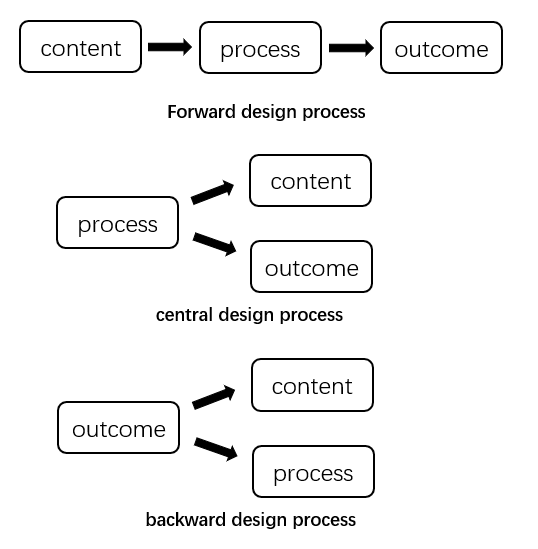 content process outcome
Forward design process
content
process
outcome
central design process
content
outcome
process
backward design process